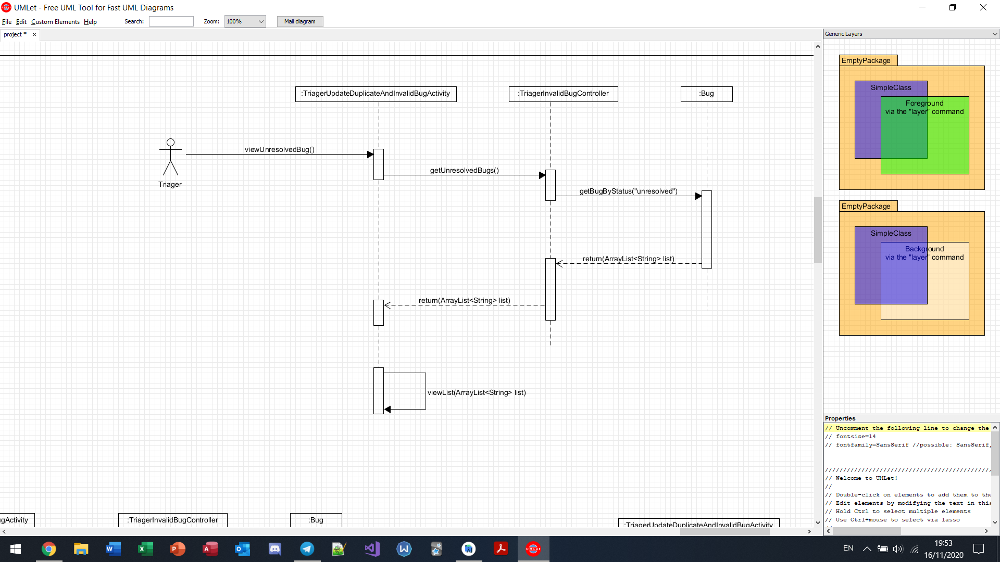 UMLet - Free UML Tool for Fast UML Diagrams
File Edit Custom Elements Help Search: Zoom: 100% Mail diagram
project *
Generic Layers
:TriagerUpdateDuplicateAndInvalidBugActivity
:TriagerInvalidBugController
:Bug
viewUnresolvedBug()
Triager
getUnresolvedBugs()
getBugByStatus("unresolved")
return(ArrayList<String> list)
return(ArrayList<String> list)
viewList(ArrayList<String> list)
gActivity
:TriagerInvalidBugController
:Bug
:TriagerUpdateDuplicateAndInvalidBugActivity
EmptyPackage
SimpleClass
Foreground
via the "layer" command
EmptyPackage
SimpleClass
Background
via the "layer" command
Properties
// Uncomment the following line to change the
// fontsize=14
// fontfamily=SansSerif //possible: SansSerif,
//////////////////////////////////////////////
// Welcome to UMLet!
//
// Double-click on elements to add them to the
// Edit elements by modifying the text in this
// Hold Ctrl to select multiple elements
// Use Ctrl+mouse to select via lasso
EN
19:53
16/11/2020